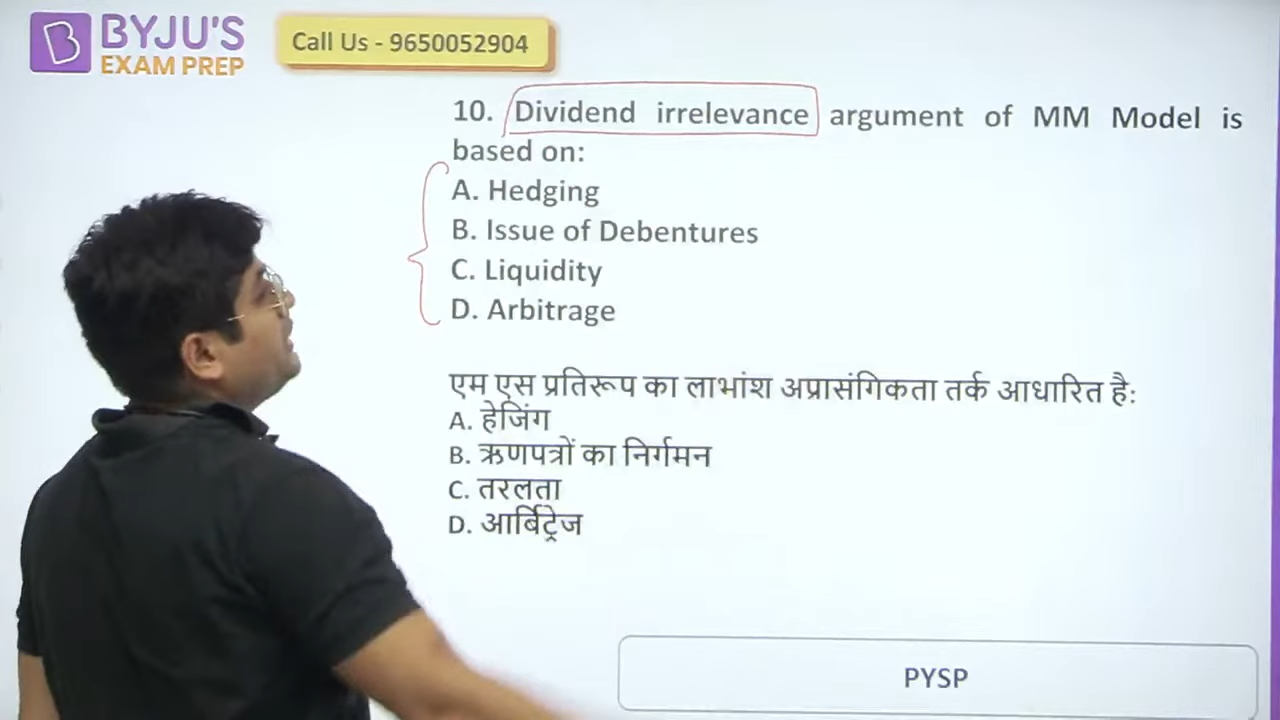 BYJU'S
EXAM PREP
Call Us - 9650052904
10. Dividend irrelevance argument of MM Model is
based on:
A. Hedging
B. Issue of Debentures
C. Liquidity
D. Arbitrage
एम एस प्रतिरूप का लाभांश अप्रासंगिकता तर्क आधारित है:
A. हेजिंग
B. ऋणपत्रों का निर्गमन
C. तरलता
D. आर्बिट्रेज
PYSP